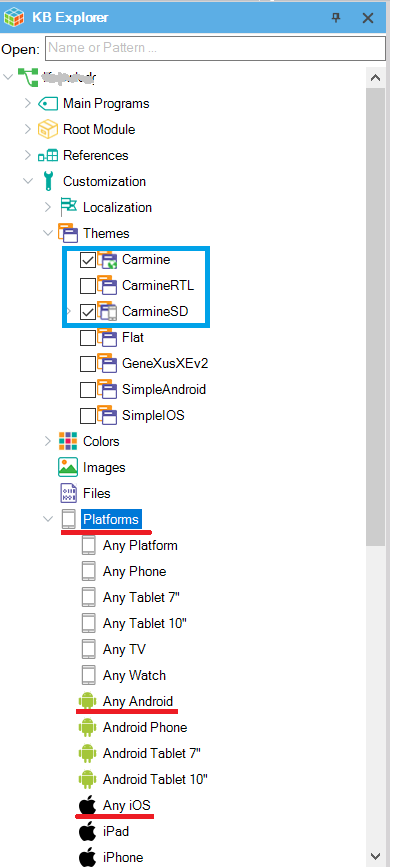 KB Explorer
Open: Name or Pattern ...
Main Programs
Root Module
References
Customization
Localization
Themes
Carmine
CarmineRTL
CarmineSD
Flat
GeneXusXEv2
SimpleAndroid
SimpleIOS
Colors
Images
Files
Platforms
Any Platform
Any Phone
Any Tablet 7"
Any Tablet 10"
Any TV
Any Watch
Any Android
Android Phone
Android Tablet 7"
Android Tablet 10"
Any iOS
iPad
iPhone